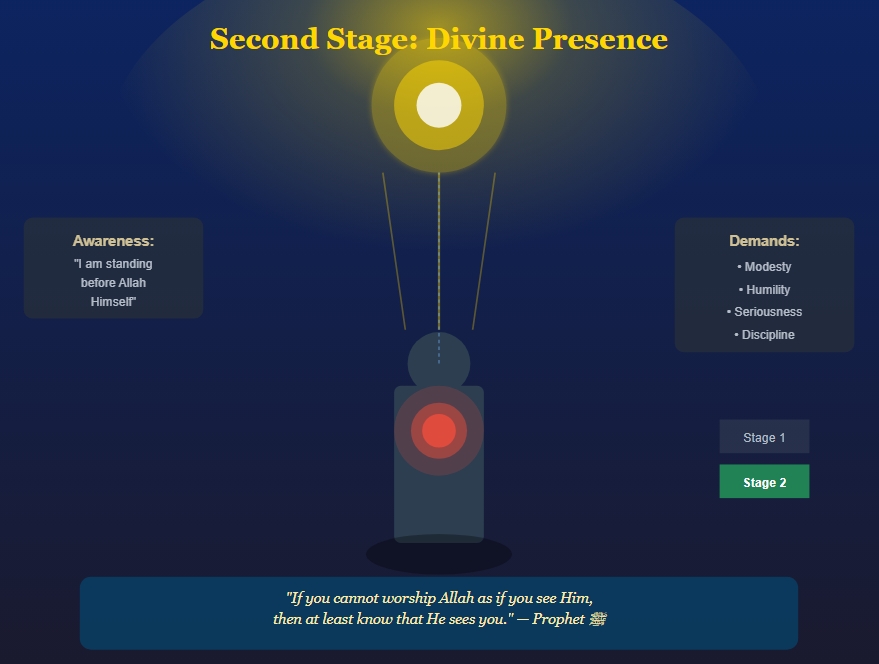 Second Stage: Divine Presence
Awareness:
"I am standing
before Allah
Himself"
Demands:
• Modesty
• Humility
• Seriousness
• Discipline
Stage 1
Stage 2
"If you cannot worship Allah as if you see Him,
then at least know that He sees you." — Prophet ﷺ